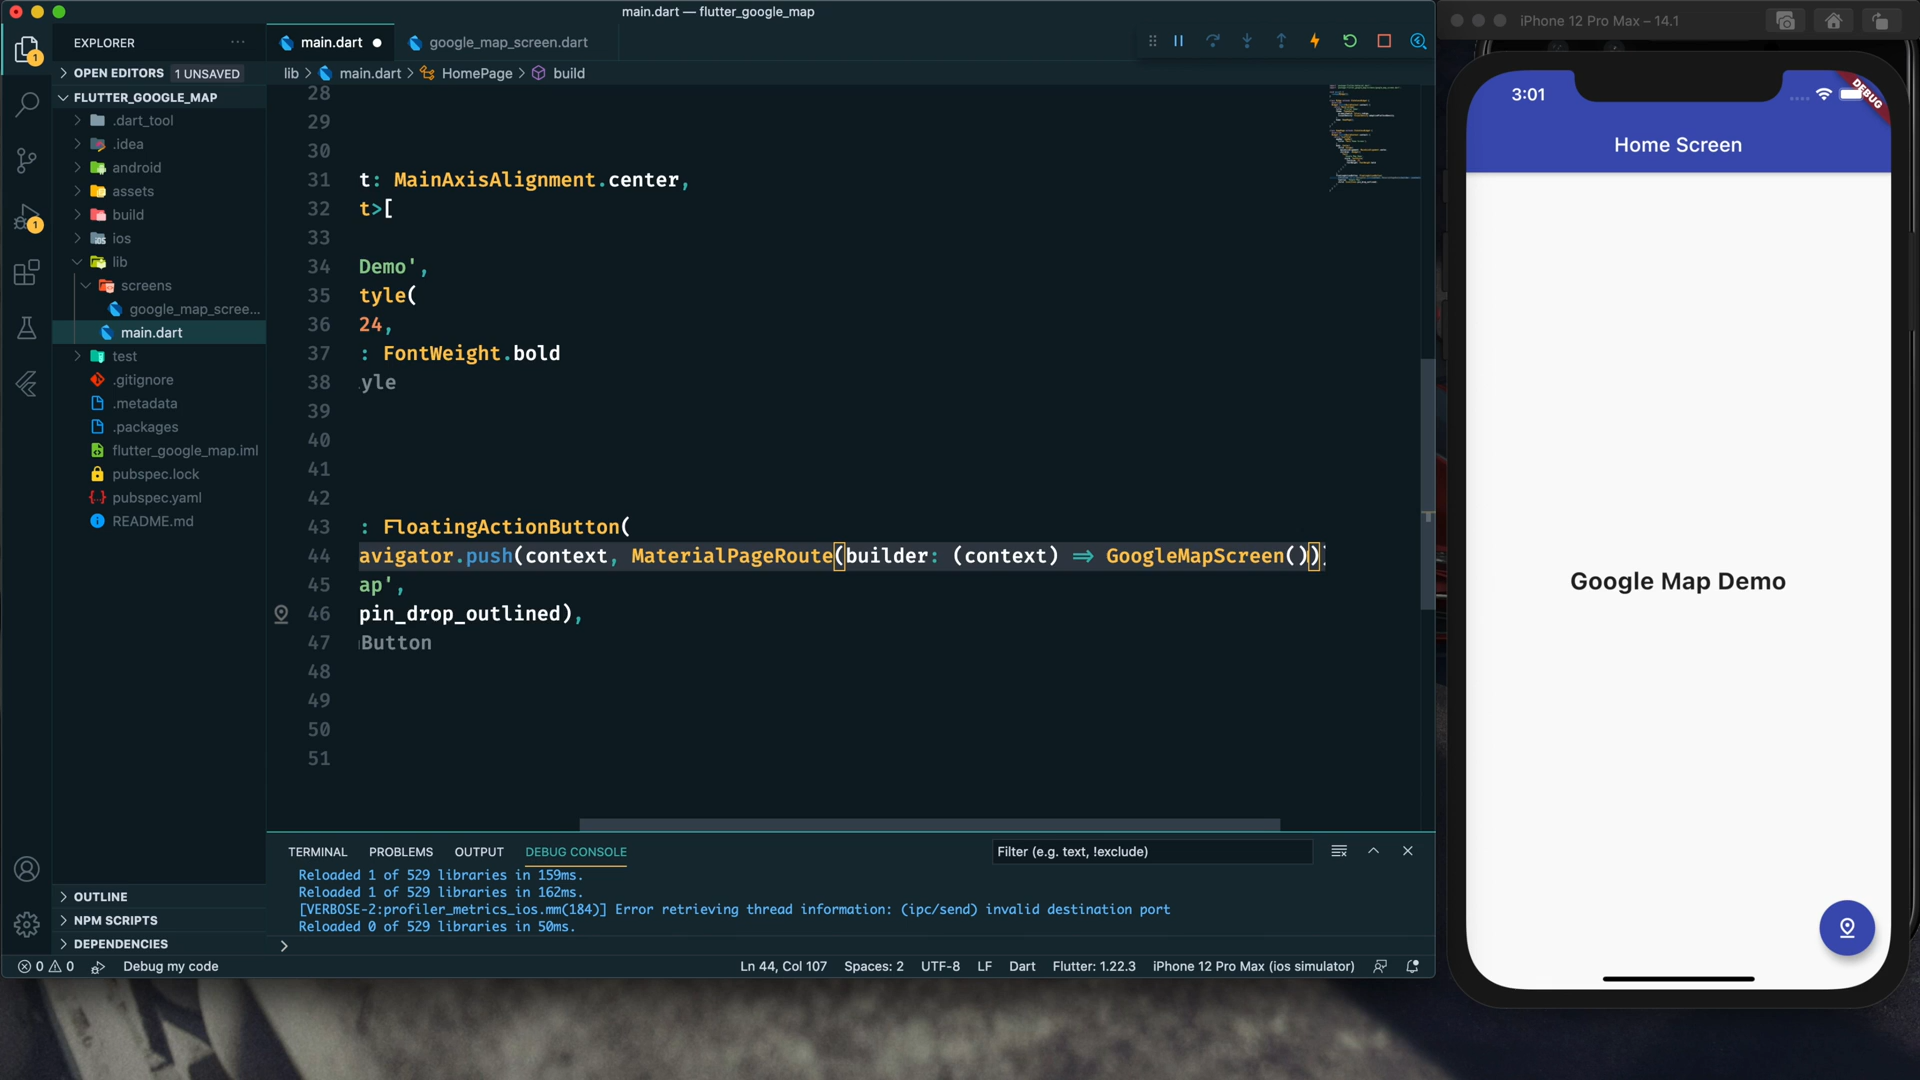 main.dart — flutter_google_map
iPhone 12 Pro Max – 14.1
EXPLORER
main.dart
google_map_screen.dart
OPEN EDITORS 1 UNSAVED
lib > main.dart > HomePage > build
FLUTTER_GOOGLE_MAP
.dart_tool
.idea
android
assets
build
ios
lib
screens
google_map_scree...
main.dart
test
.gitignore
.metadata
.packages
flutter_google_map.iml
pubspec.lock
pubspec.yaml
README.md
OUTLINE
NPM SCRIPTS
DEPENDENCIES
1
1
28
29
30
31 t: MainAxisAlignment.center,
32 t>[
33
34 Demo',
35 tyle(
36 24,
37 : FontWeight.bold
38 yle
39
40
41
42
43 : FloatingActionButton(
44 avigator.push(context, MaterialPageRoute(builder: (context) => GoogleMapScreen())
45 ap',
46 pin_drop_outlined),
47 Button
48
49
50
51
TERMINAL PROBLEMS OUTPUT DEBUG CONSOLE
Filter (e.g. text, !exclude)
Reloaded 1 of 529 libraries in 159ms.
Reloaded 1 of 529 libraries in 162ms.
[VERBOSE-2:profiler_metrics_ios.mm(184)] Error retrieving thread information: (ipc/send) invalid destination port
Reloaded 0 of 529 libraries in 50ms.
0 0 Debug my code
Ln 44, Col 107 Spaces: 2 UTF-8 LF Dart Flutter: 1.22.3 iPhone 12 Pro Max (ios simulator)
3:01
DEBUG
Home Screen
Google Map Demo